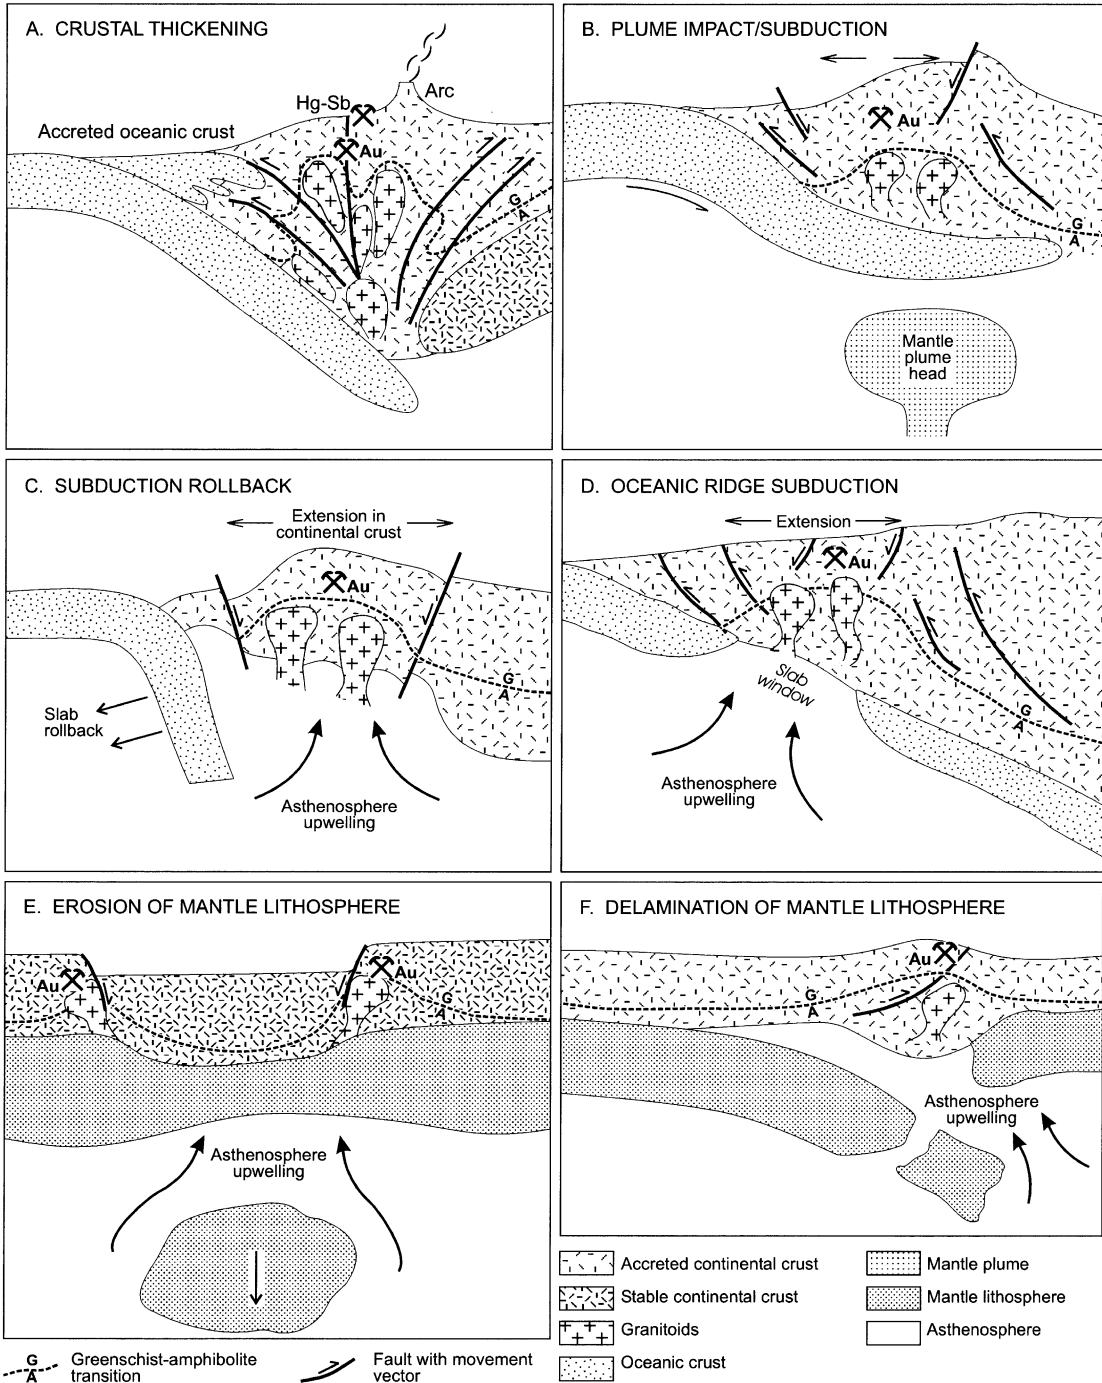 A. CRUSTAL THICKENING
Hg-Sb
Arc
Accreted oceanic crust
Au
G
A
B. PLUME IMPACT/SUBDUCTION
Au
G
A
Mantle
plume
head
C. SUBDUCTION ROLLBACK
Extension in
continental crust
Au
G
A
Slab
rollback
Asthenosphere
upwelling
D. OCEANIC RIDGE SUBDUCTION
Extension
Au
Slab
window
G
A
Asthenosphere
upwelling
E. EROSION OF MANTLE LITHOSPHERE
Au
Au
G
A
Asthenosphere
upwelling
F. DELAMINATION OF MANTLE LITHOSPHERE
Au
G
A
Asthenosphere
upwelling
Accreted continental crust
Stable continental crust
Granitoids
Oceanic crust
Mantle plume
Mantle lithosphere
Asthenosphere
G
A
Greenschist-amphibolite
transition
Fault with movement
vector